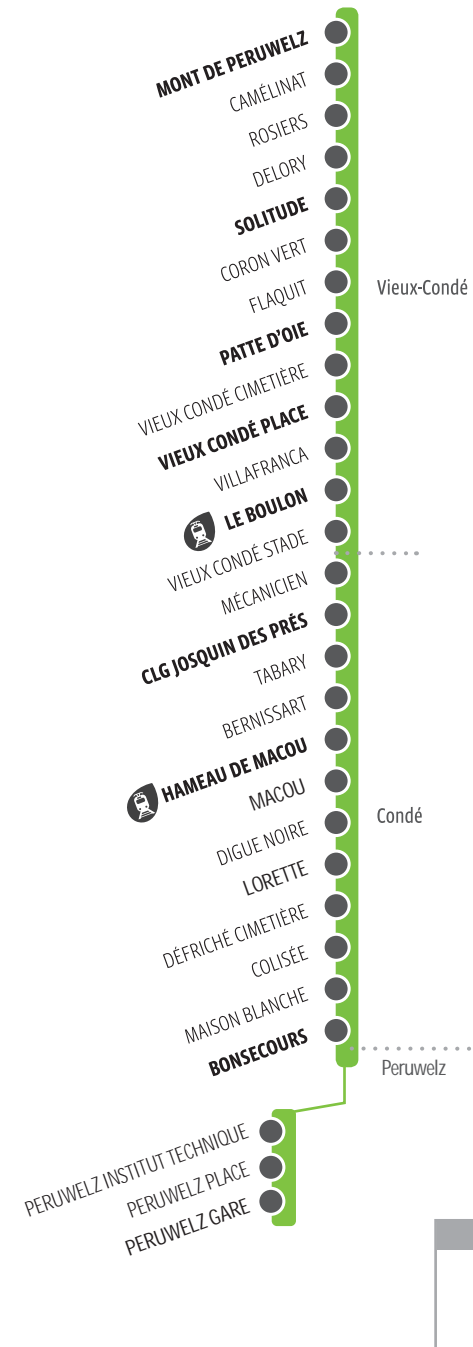 MONT DE PERUWELZ
CAMÉLINAT
ROSIERS
DELORY
SOLITUDE
CORON VERT
FLAQUIT
Vieux-Condé
PATTE D'OIE
VIEUX CONDÉ CIMETIÈRE
VIEUX CONDÉ PLACE
VILLAFRANCA
LE BOULON
VIEUX CONDÉ STADE
MÉCANICIEN
CLG JOSQUIN DES PRÉS
TABARY
BERNISSART
HAMEAU DE MACOU
MACOU
Condé
DIGUE NOIRE
LORETTE
DÉFRICHÉ CIMETIÈRE
COLISÉE
MAISON BLANCHE
BONSECOURS
Peruwelz
PERUWELZ INSTITUT TECHNIQUE
PERUWELZ PLACE
PERUWELZ GARE